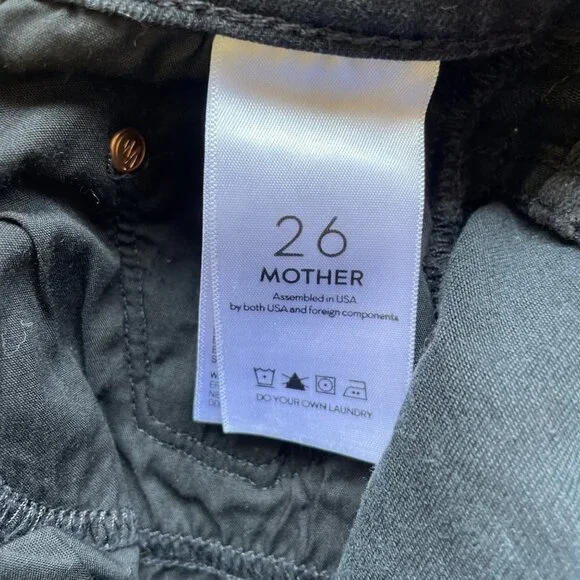 26
MOTHER
Assembled in USA
by both USA and foreign components
DO YOUR OWN LAUNDRY